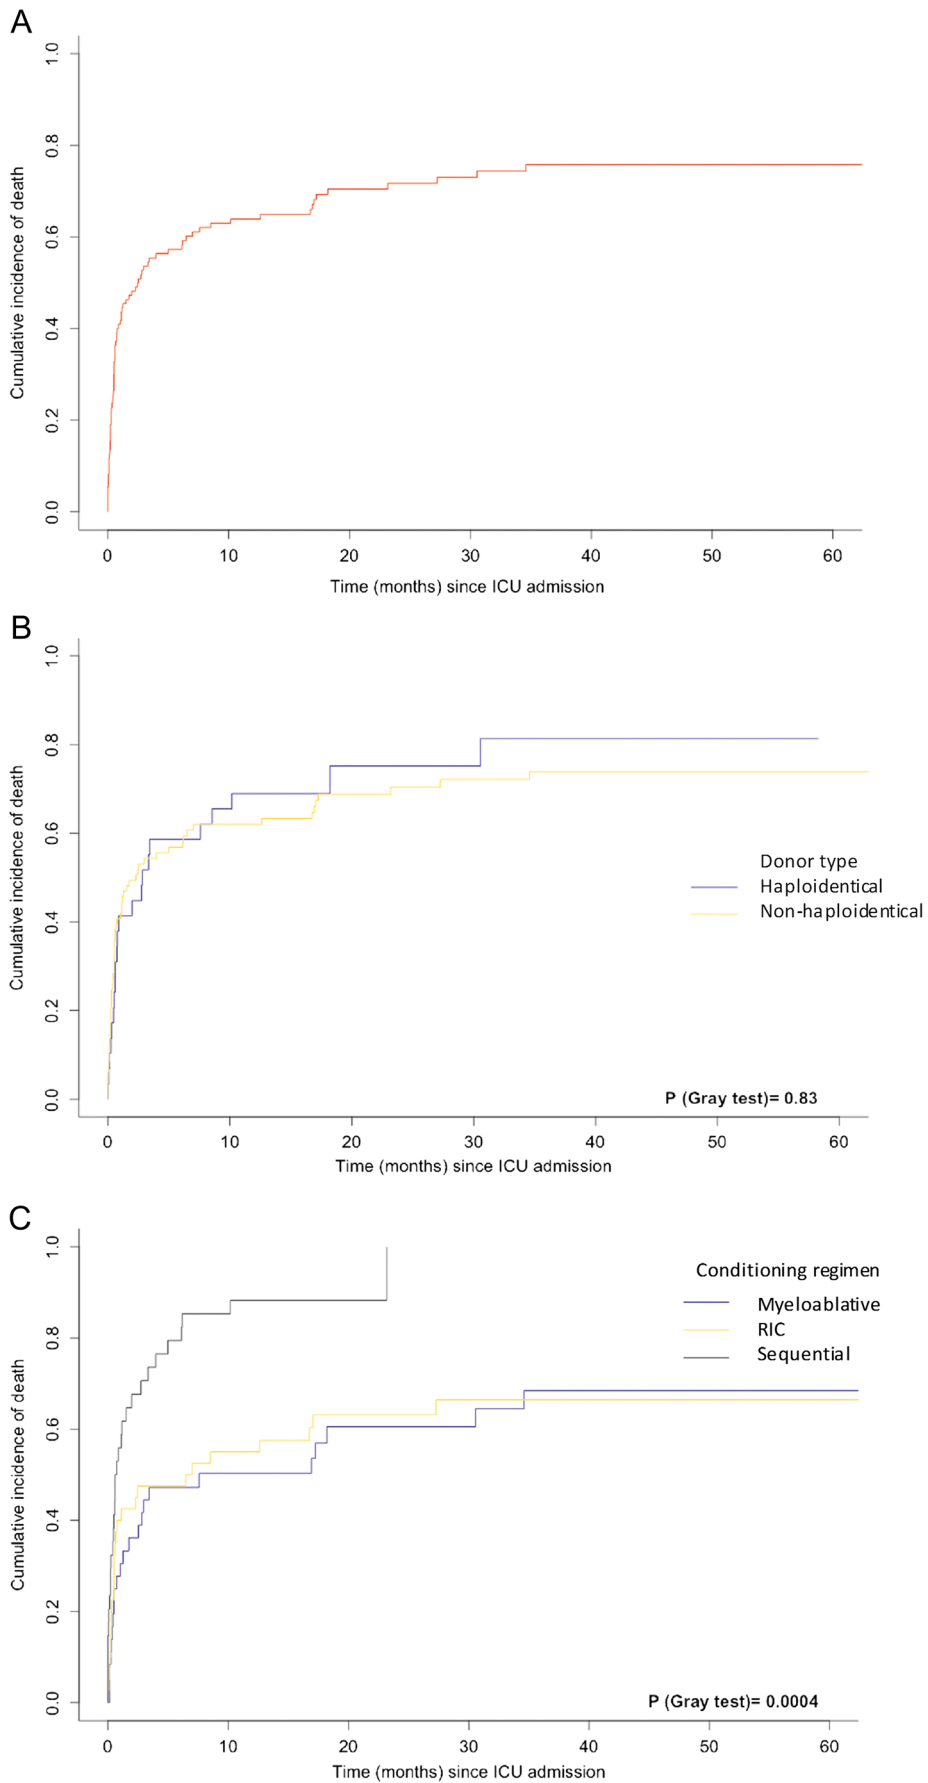 A
Cumulative incidence of death
1.0
0.8
0.6
0.4
0.2
0.0
0 10 20 30 40 50 60
Time (months) since ICU admission
B
Cumulative incidence of death
1.0
0.8
0.6
0.4
0.2
0.0
Donor type
Haploidentical
Non-haploidentical
P (Gray test)= 0.83
0 10 20 30 40 50 60
Time (months) since ICU admission
C
Cumulative incidence of death
1.0
0.8
0.6
0.4
0.2
0.0
Conditioning regimen
Myeloablative
RIC
Sequential
P (Gray test)= 0.0004
0 10 20 30 40 50 60
Time (months) since ICU admission